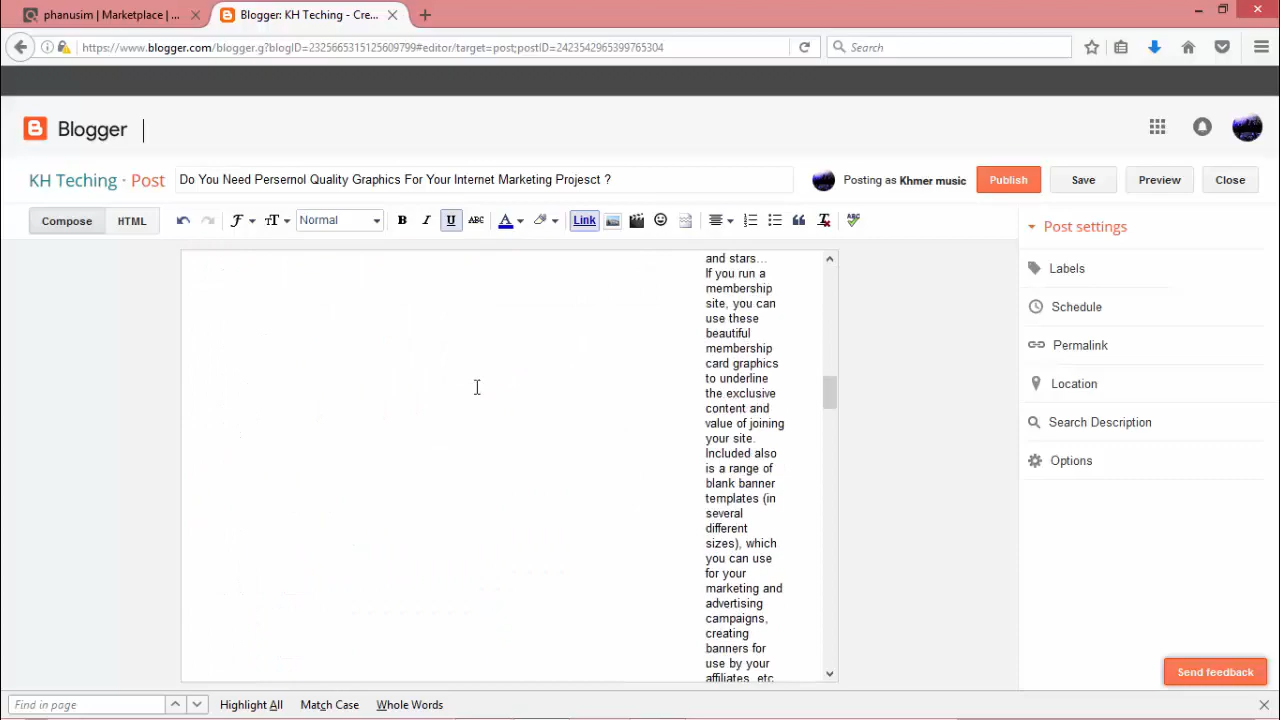 phanusim | Marketplace | ...
Blogger: KH Teching - Cre...
https://www.blogger.com/blogger.g?blogID=2325665315125609799#editor/target=post;postID=2423542965399765304
Search
Blogger
KH Teching · Post
Do You Need Persernol Quality Graphics For Your Internet Marketing Projesct ?
Posting as Khmer music
Publish
Save
Preview
Close
Compose
HTML
Normal
B
I
U
ABC
A
Link
ABC
Post settings
Labels
Schedule
Permalink
Location
Search Description
Options
and stars...
If you run a
membership
site, you can
use these
beautiful
membership
card graphics
to underline
the exclusive
content and
value of joining
your site.
Included also
is a range of
blank banner
templates (in
several
different
sizes), which
you can use
for your
marketing and
advertising
campaigns,
creating
banners for
use by your
affiliates, etc
Send feedback
Find in page
Highlight All
Match Case
Whole Words